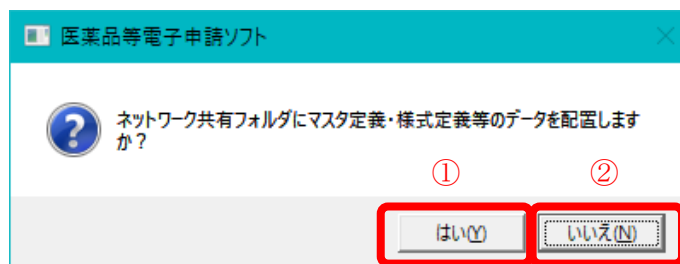 医薬品等電子申請ソフト
ネットワーク共有フォルダにマスタ定義・様式定義等のデータを配置します
か?
① ②
はい(Y) いいえ(N)